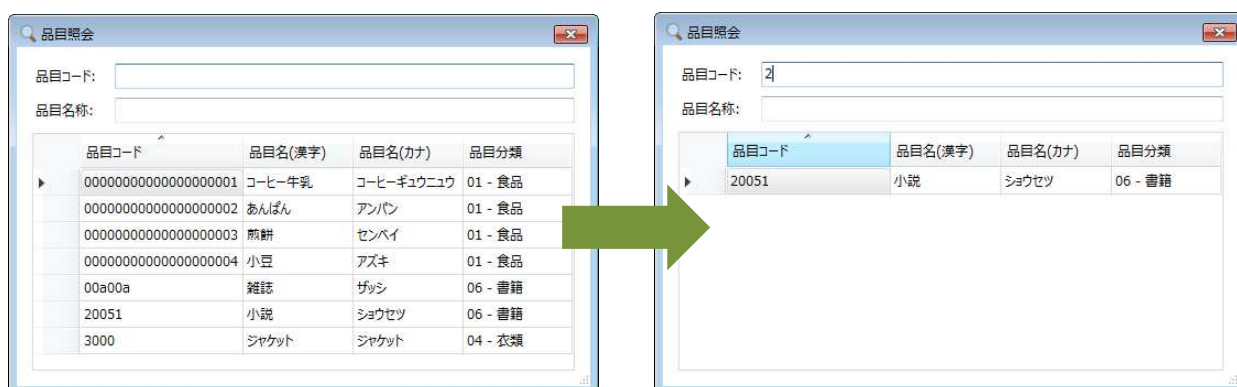 品目照会
品目コード:
品目名称:
品目コード 品目名(漢字) 品目名(カナ) 品目分類
00000000000000000001 コーヒー牛乳 コーヒーギュウニュウ 01 - 食品
00000000000000000002 あんぱん アンパン 01 - 食品
00000000000000000003 煎餅 センベイ 01 - 食品
00000000000000000004 小豆 アズキ 01 - 食品
00a00a 雑誌 ザッシ 06 - 書籍
20051 小説 ショウセツ 06 - 書籍
3000 ジャケット ジャケット 04 - 衣類
品目照会
品目コード: 2
品目名称:
品目コード 品目名(漢字) 品目名(カナ) 品目分類
20051 小説 ショウセツ 06 - 書籍